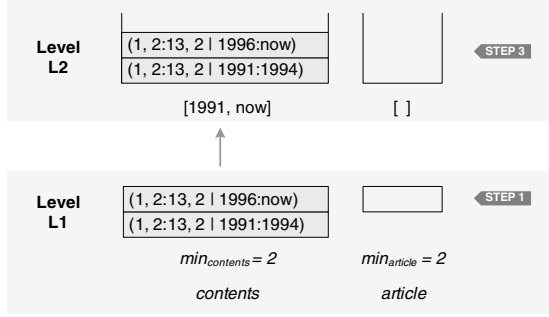 Level L2
(1, 2:13, 2 | 1996:now)
(1, 2:13, 2 | 1991:1994)
STEP 3
[1991, now]
[ ]
Level L1
(1, 2:13, 2 | 1996:now)
(1, 2:13, 2 | 1991:1994)
STEP 1
min_contents = 2
min_article = 2
contents
article